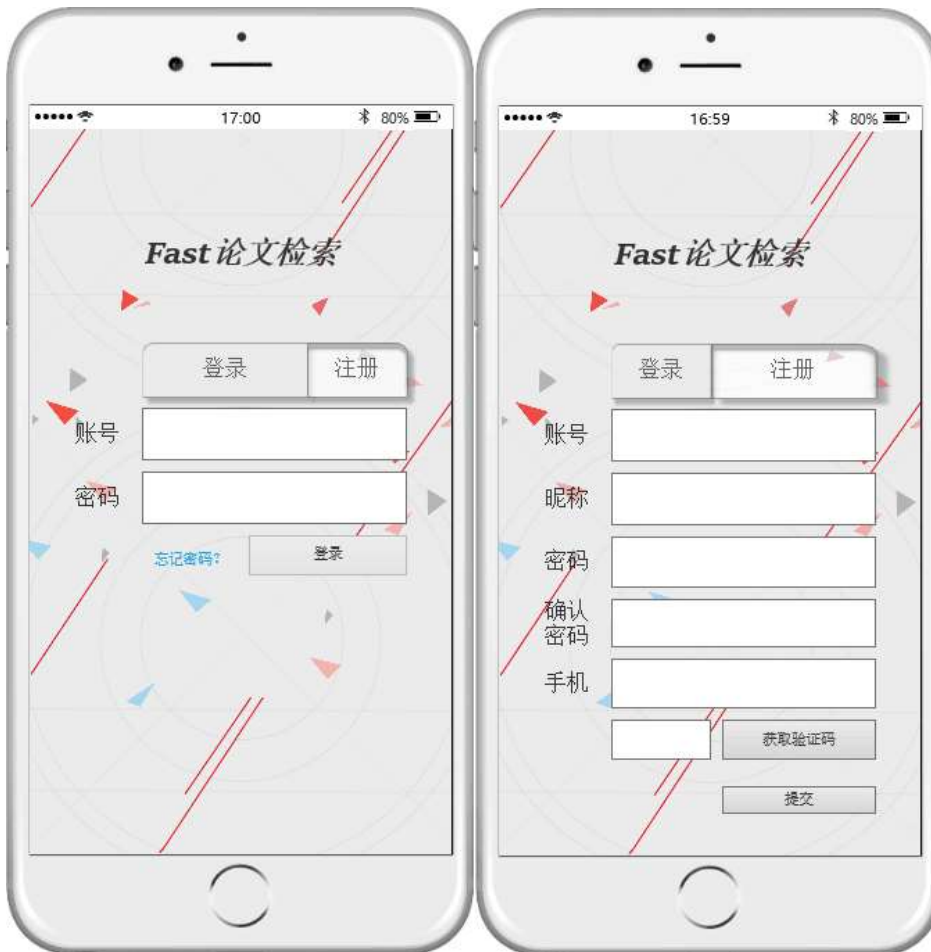 17:00
80%
Fast论文检索
登录 注册
账号
密码
忘记密码? 登录
16:59
80%
Fast论文检索
登录 注册
账号
昵称
密码
确认
密码
手机
获取验证码
提交